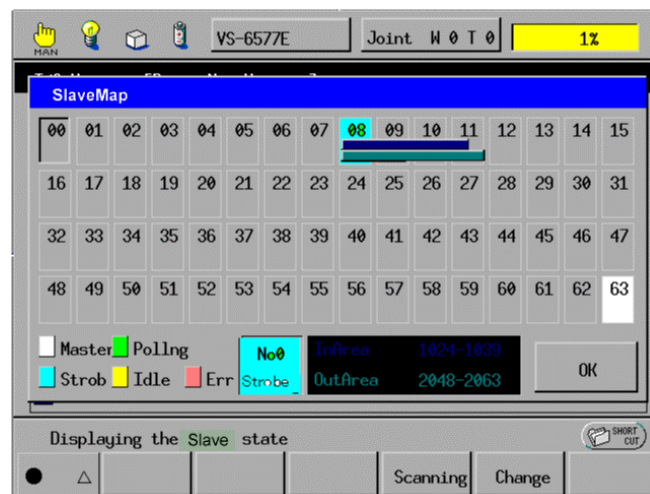 MAN VS-6577E Joint W 0 T 0 1%
SlaveMap
00 01 02 03 04 05 06 07 08 09 10 11 12 13 14 15
16 17 18 19 20 21 22 23 24 25 26 27 28 29 30 31
32 33 34 35 36 37 38 39 40 41 42 43 44 45 46 47
48 49 50 51 52 53 54 55 56 57 58 59 60 61 62 63
Master Pollng No0 InArea 1024-1039
OK
Strob Idle Err Strobe OutArea 2048-2063
Displaying the Slave state SHORT CUT
Scanning Change